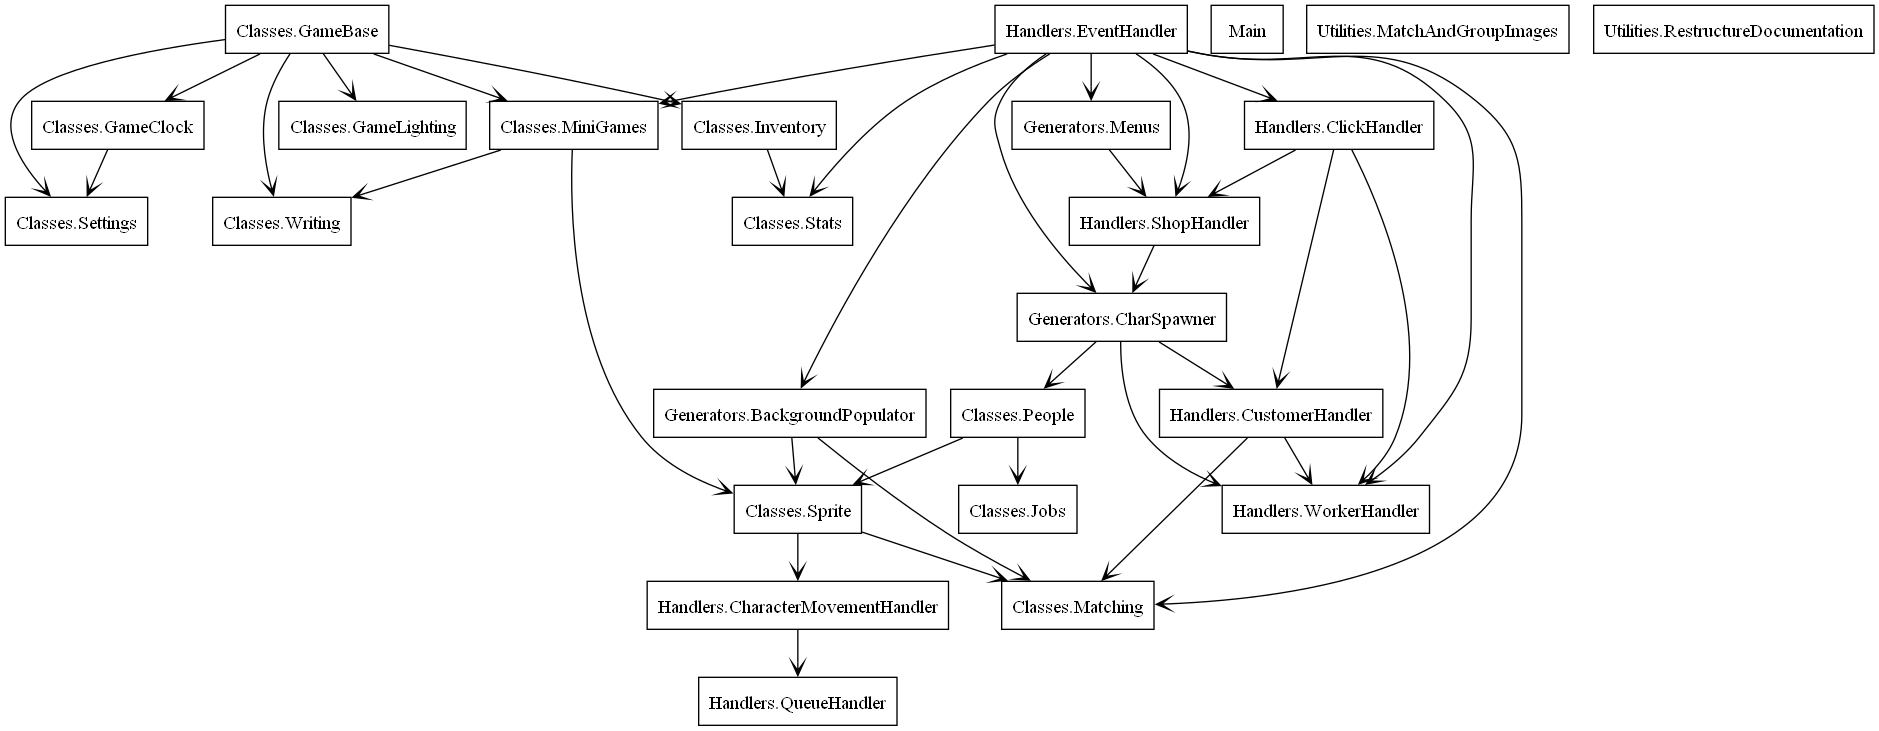 Classes.GameBase
Handlers.EventHandler
Main
Utilities.MatchAndGroupImages
Utilities.RestructureDocumentation
Classes.GameClock
Classes.GameLighting
Classes.MiniGames
Classes.Inventory
Generators.Menus
Handlers.ClickHandler
Classes.Settings
Classes.Writing
Classes.Stats
Handlers.ShopHandler
Generators.CharSpawner
Generators.BackgroundPopulator
Classes.People
Handlers.CustomerHandler
Classes.Sprite
Classes.Jobs
Handlers.WorkerHandler
Handlers.CharacterMovementHandler
Classes.Matching
Handlers.QueueHandler